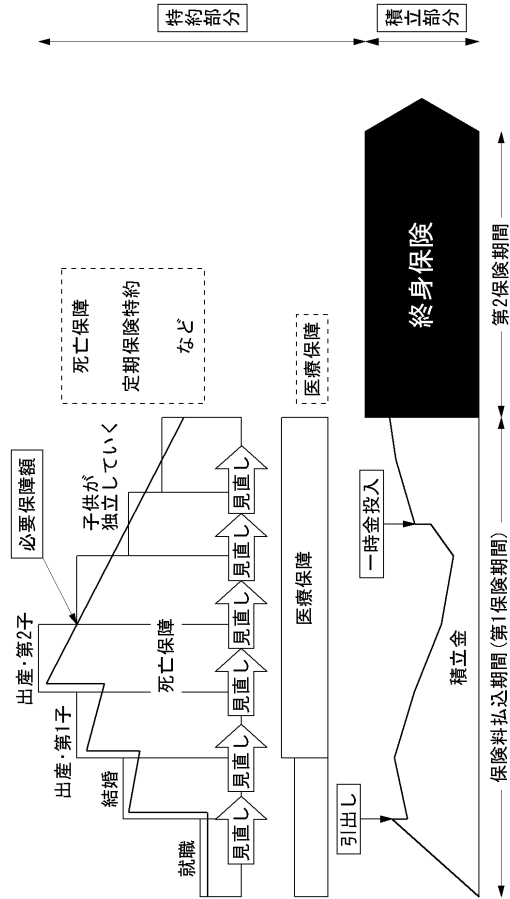 特約部分
積立部分
必要保障額
出産・第2子
出産・第1子
結婚
就職
子供が
独立していく
死亡保障
死亡保障
定期保険特約
など
見直し
見直し
見直し
見直し
見直し
見直し
医療保障
医療保障
引出し
一時金投入
積立金
終身保険
保険料払込期間(第1保険期間)
第2保険期間